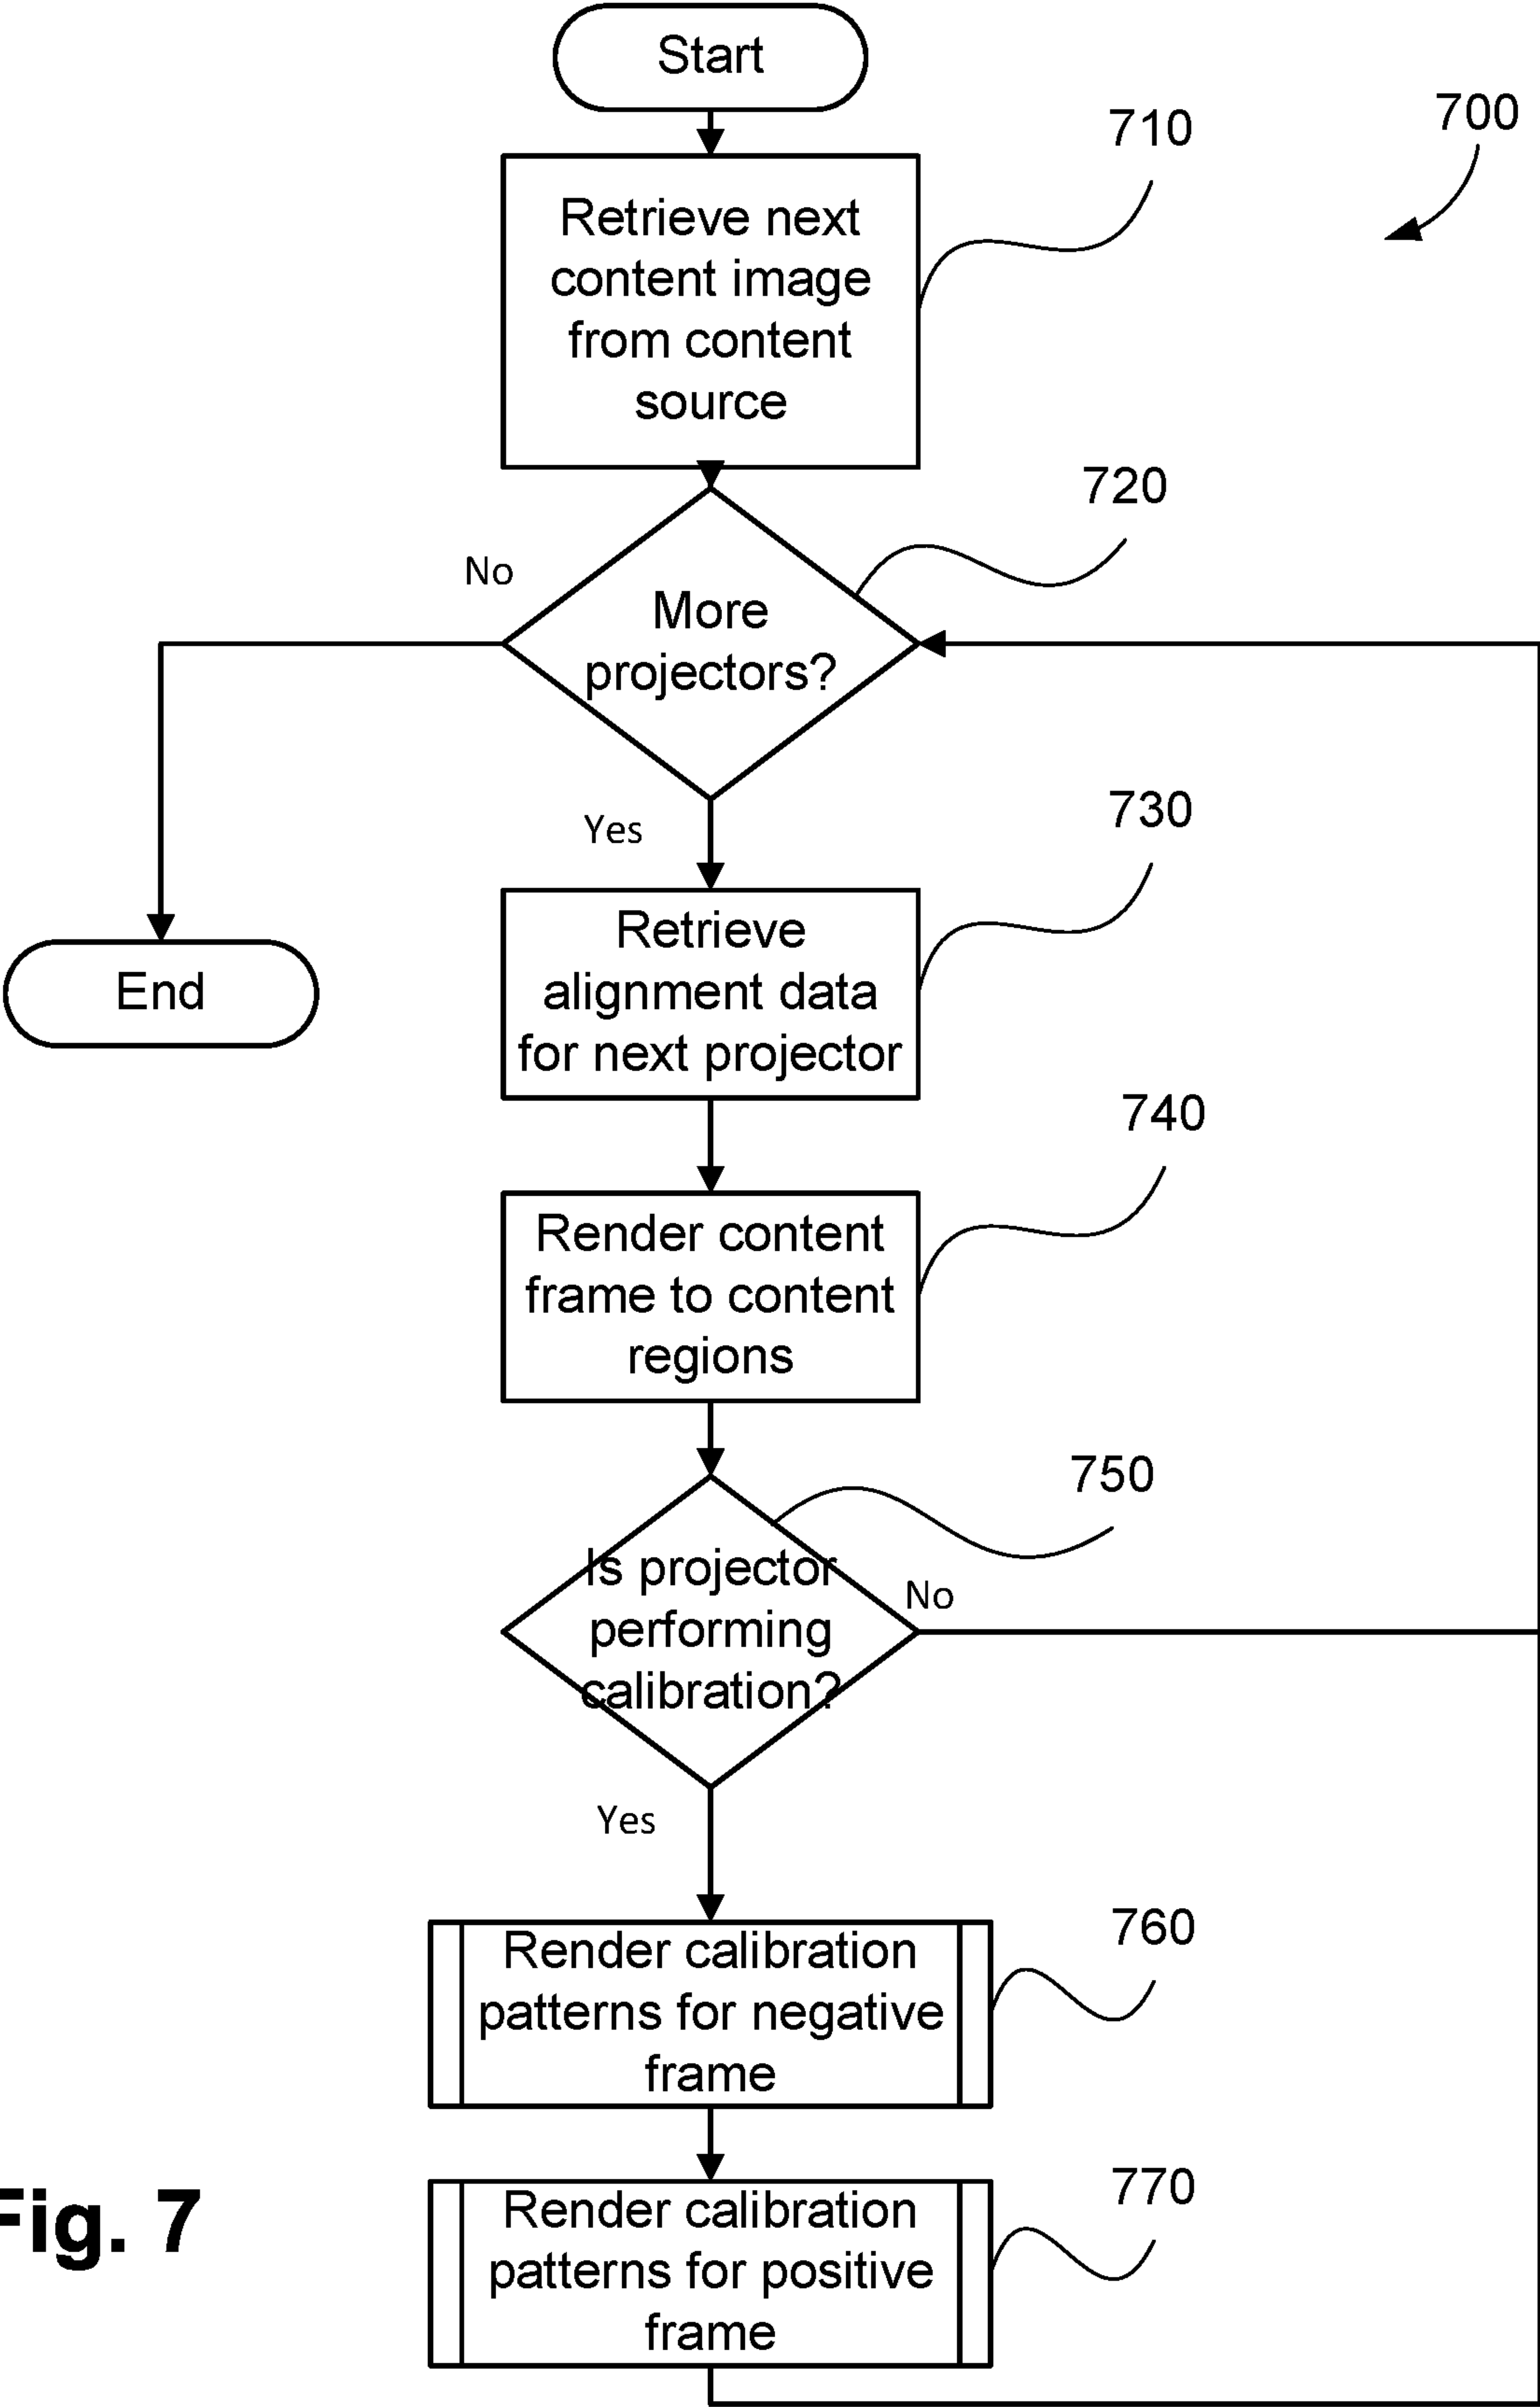 Start
710
700
Retrieve next
content image
from content
source
720
No
More
projectors?
Yes
730
Retrieve
alignment data
for next projector
End
740
Render content
frame to content
regions
750
Is projector
performing
calibration?
No
Yes
760
Render calibration
patterns for negative
frame
770
Render calibration
patterns for positive
frame
Fig. 7